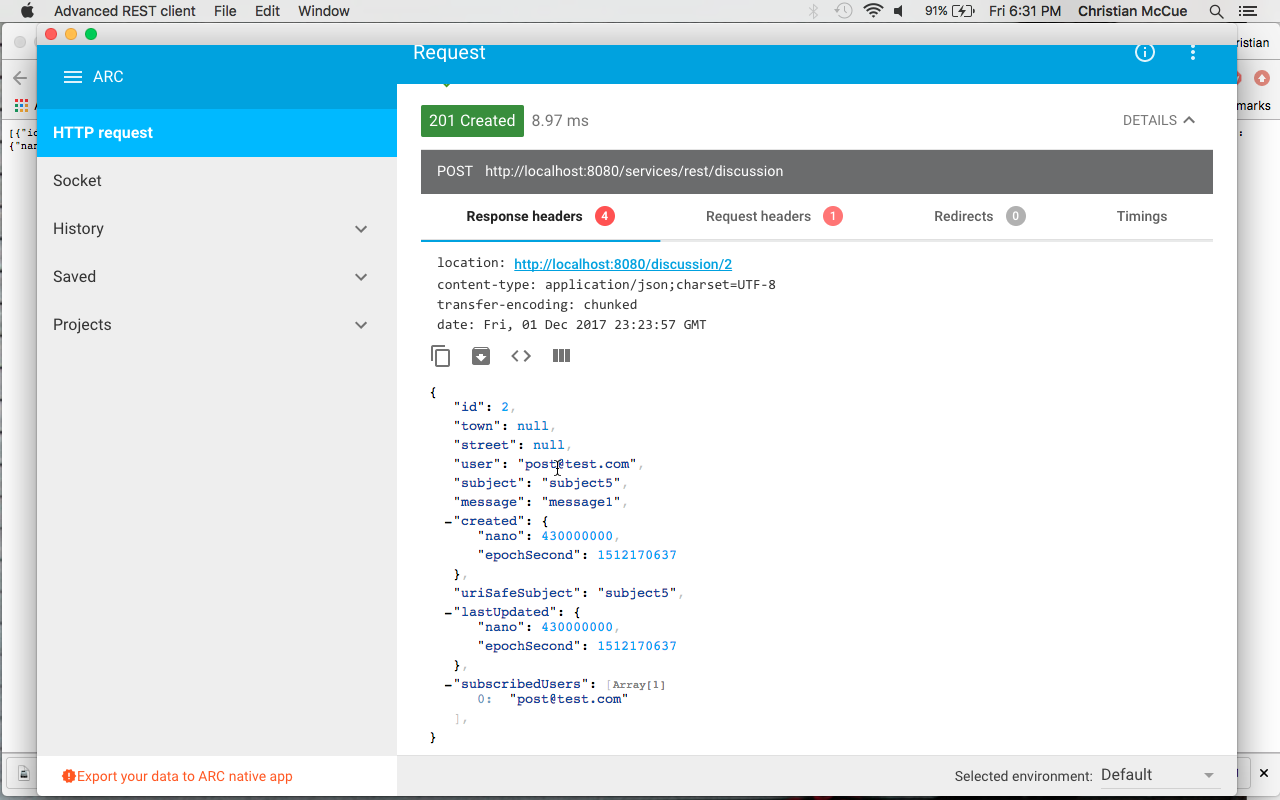 Advanced REST client File Edit Window 91% Fri 6:31 PM Christian McCue
ristian
marks
[{"id
{"nam
ARC
HTTP request
Socket
History
Saved
Projects
Export your data to ARC native app
Request
201 Created 8.97 ms DETAILS
POST http://localhost:8080/services/rest/discussion
Response headers 4 Request headers 1 Redirects 0 Timings
location: http://localhost:8080/discussion/2
content-type: application/json;charset=UTF-8
transfer-encoding: chunked
date: Fri, 01 Dec 2017 23:23:57 GMT
{
"id": 2,
"town": null,
"street": null,
"user": "post@test.com",
"subject": "subject5",
"message": "message1",
"created": {
"nano": 430000000,
"epochSecond": 1512170637
},
"uriSafeSubject": "subject5",
"lastUpdated": {
"nano": 430000000,
"epochSecond": 1512170637
},
"subscribedUsers": [Array[1]
0: "post@test.com"
],
}
Selected environment: Default